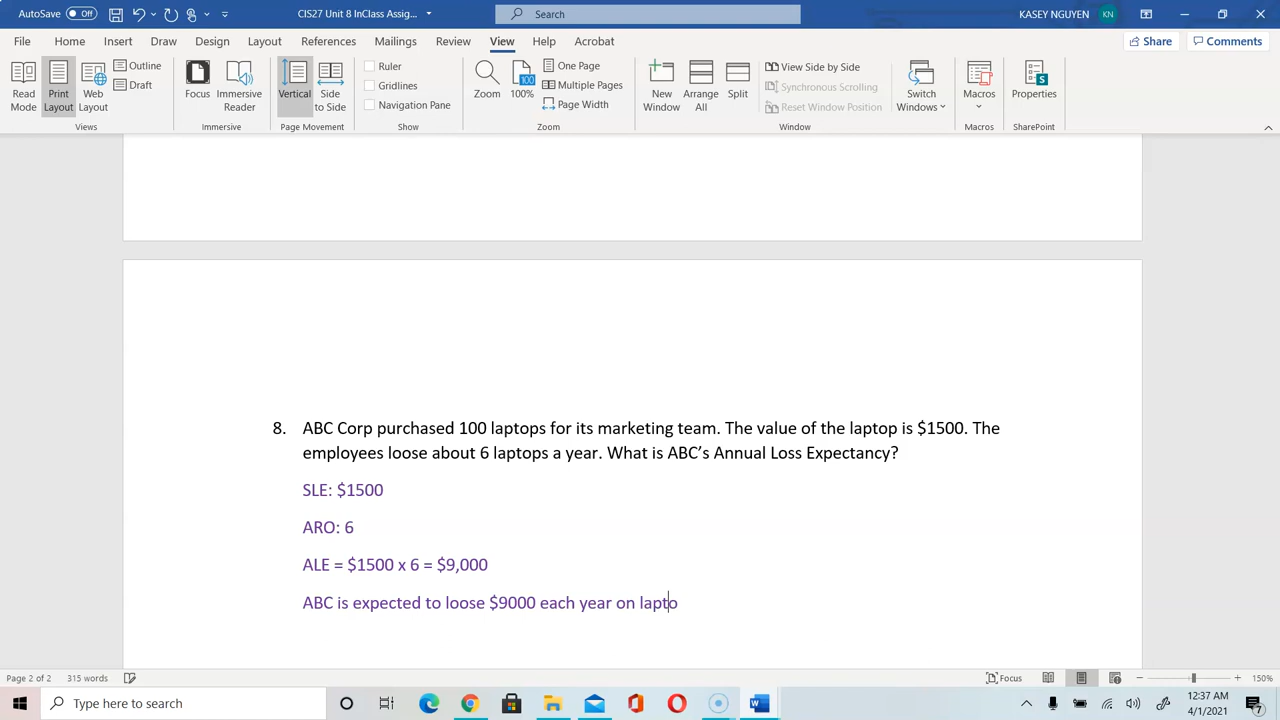 AutoSave Off CIS27 Unit InClass Assig... Search KASEY NGUYEN KN
File Home Insert Draw Design Layout References Mailings Review View Help Acrobat Share Comments
Read Mode
Print Layout
Web Layout
Outline
Draft
Views
Focus
Immersive Reader
Immersive
Vertical
Side to Side
Page Movement
Ruler
Gridlines
Navigation Pane
Show
Zoom
100
100%
One Page
Multiple Pages
Page Width
Zoom
New Window
Arrange All
Split
View Side by Side
Synchronous Scrolling
Reset Window Position
Window
Switch Windows
Macros
Macros
Properties
SharePoint
8. ABC Corp purchased 100 laptops for its marketing team. The value of the laptop is $1500. The
employees loose about 6 laptops a year. What is ABC’s Annual Loss Expectancy?
SLE: $1500
ARO: 6
ALE = $1500 x 6 = $9,000
ABC is expected to loose $9000 each year on lapto
Page 2 of 2 315 words Focus 150%
Type here to search
12:37 AM
4/1/2021
7